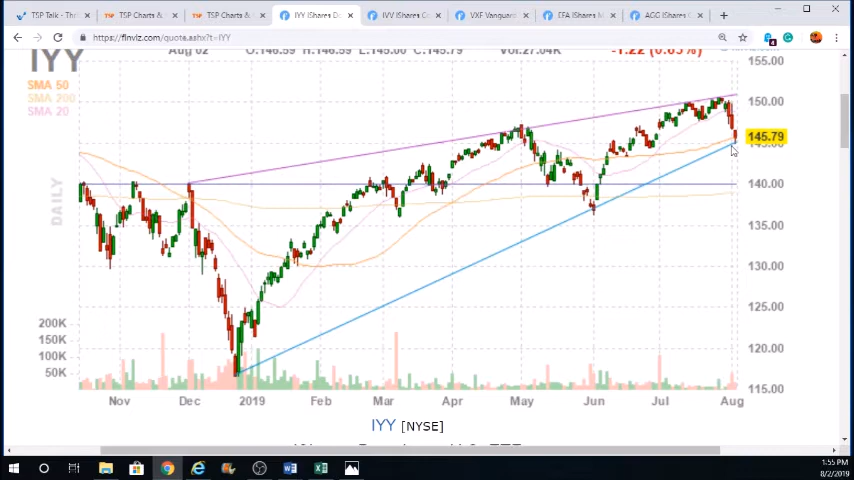 TSP Talk - Thr
TSP Charts &
TSP Charts &
IYY iShares Do
IVV iShares Co
VXF Vanguard
EFA iShares M
AGG iShares
https://finviz.com/quote.ashx?t=IYY
IYY
Aug 02
O:146.59 H:146.59 L:145.00 C:145.79
Vol:27.04K
-1.22 (0.83%)
SMA 50
SMA 200
SMA 20
DAILY
155.00
150.00
145.79
140.00
135.00
130.00
125.00
120.00
115.00
200K
150K
100K
50K
Nov Dec 2019 Feb Mar Apr May Jun Jul Aug
IYY [NYSE]
1:55 PM
8/2/2019